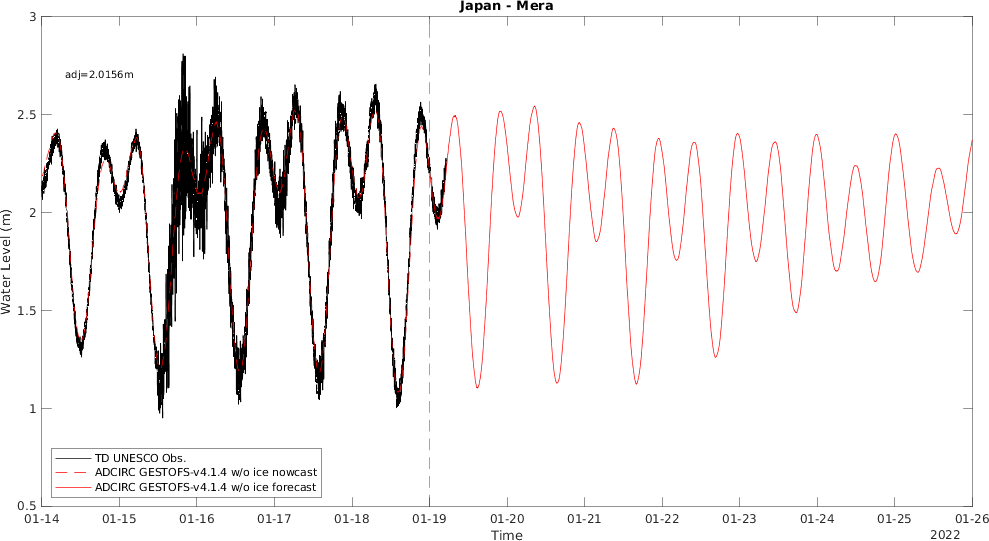 Japan - Mera
3
adj=2.0156m
2.5
2
1.5
1
0.5
Water Level (m)
TD UNESCO Obs.
ADCIRC GESTOFS-v4.1.4 w/o ice nowcast
ADCIRC GESTOFS-v4.1.4 w/o ice forecast
01-14 01-15 01-16 01-17 01-18 01-19 01-20 01-21 01-22 01-23 01-24 01-25 01-26
Time
2022